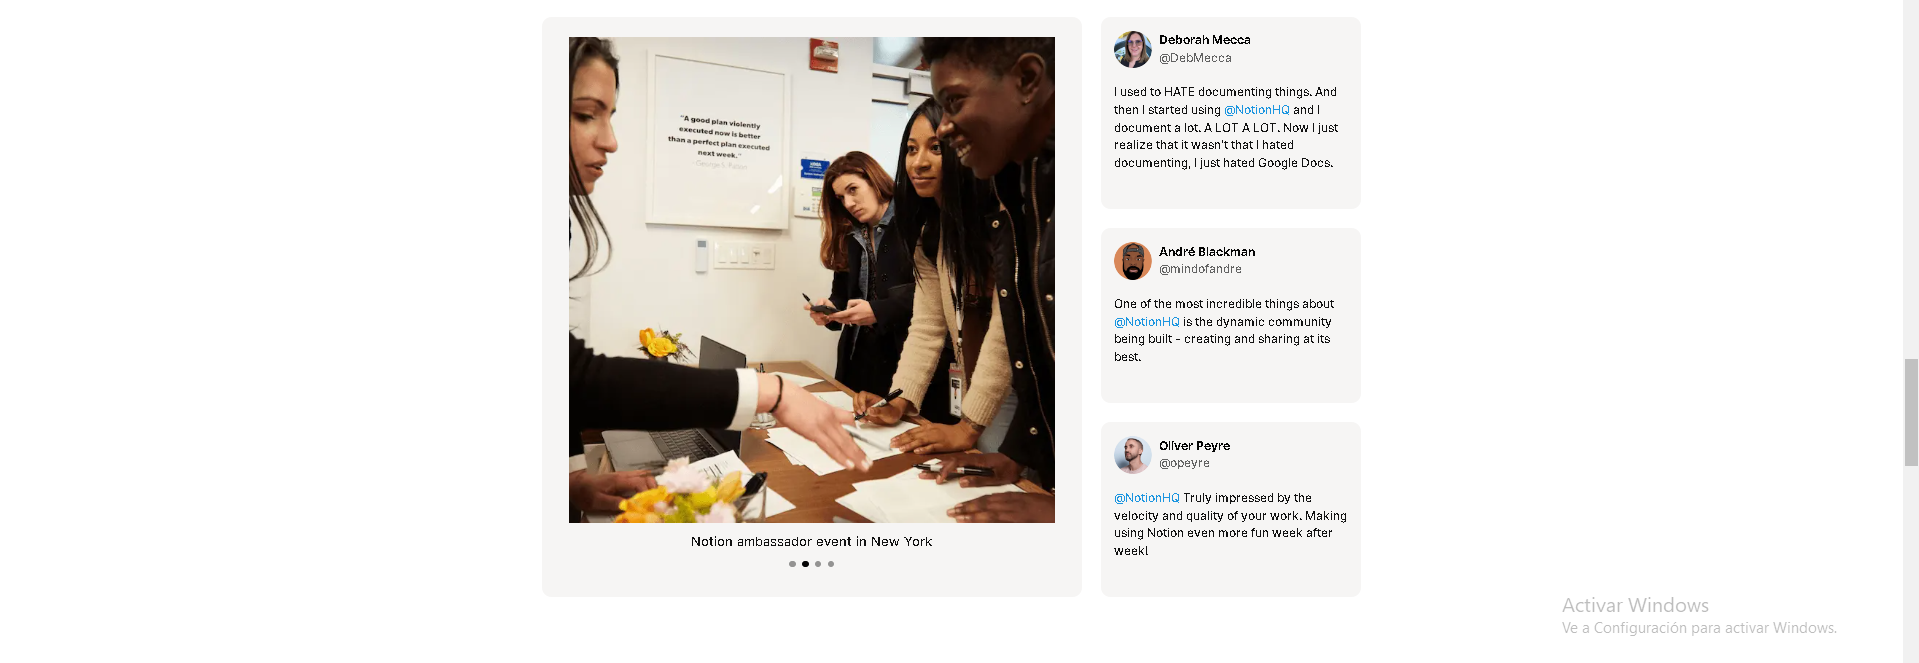 "A good plan violently
executed now is better
than a perfect plan executed
next week."
Notion ambassador event in New York
Deborah Mecca
@DebMecca
I used to HATE documenting things. And
then I started using @NotionHQ and I
document a lot. A LOT A LOT. Now I just
realize that it wasn't that I hated
documenting, I just hated Google Docs.
André Blackman
@mindofandre
One of the most incredible things about
@NotionHQ is the dynamic community
being built - creating and sharing at its
best.
Oliver Peyre
@opeyre
@NotionHQ Truly impressed by the
velocity and quality of your work. Making
using Notion even more fun week after
week!
Activar Windows
Ve a Configuración para activar Windows.